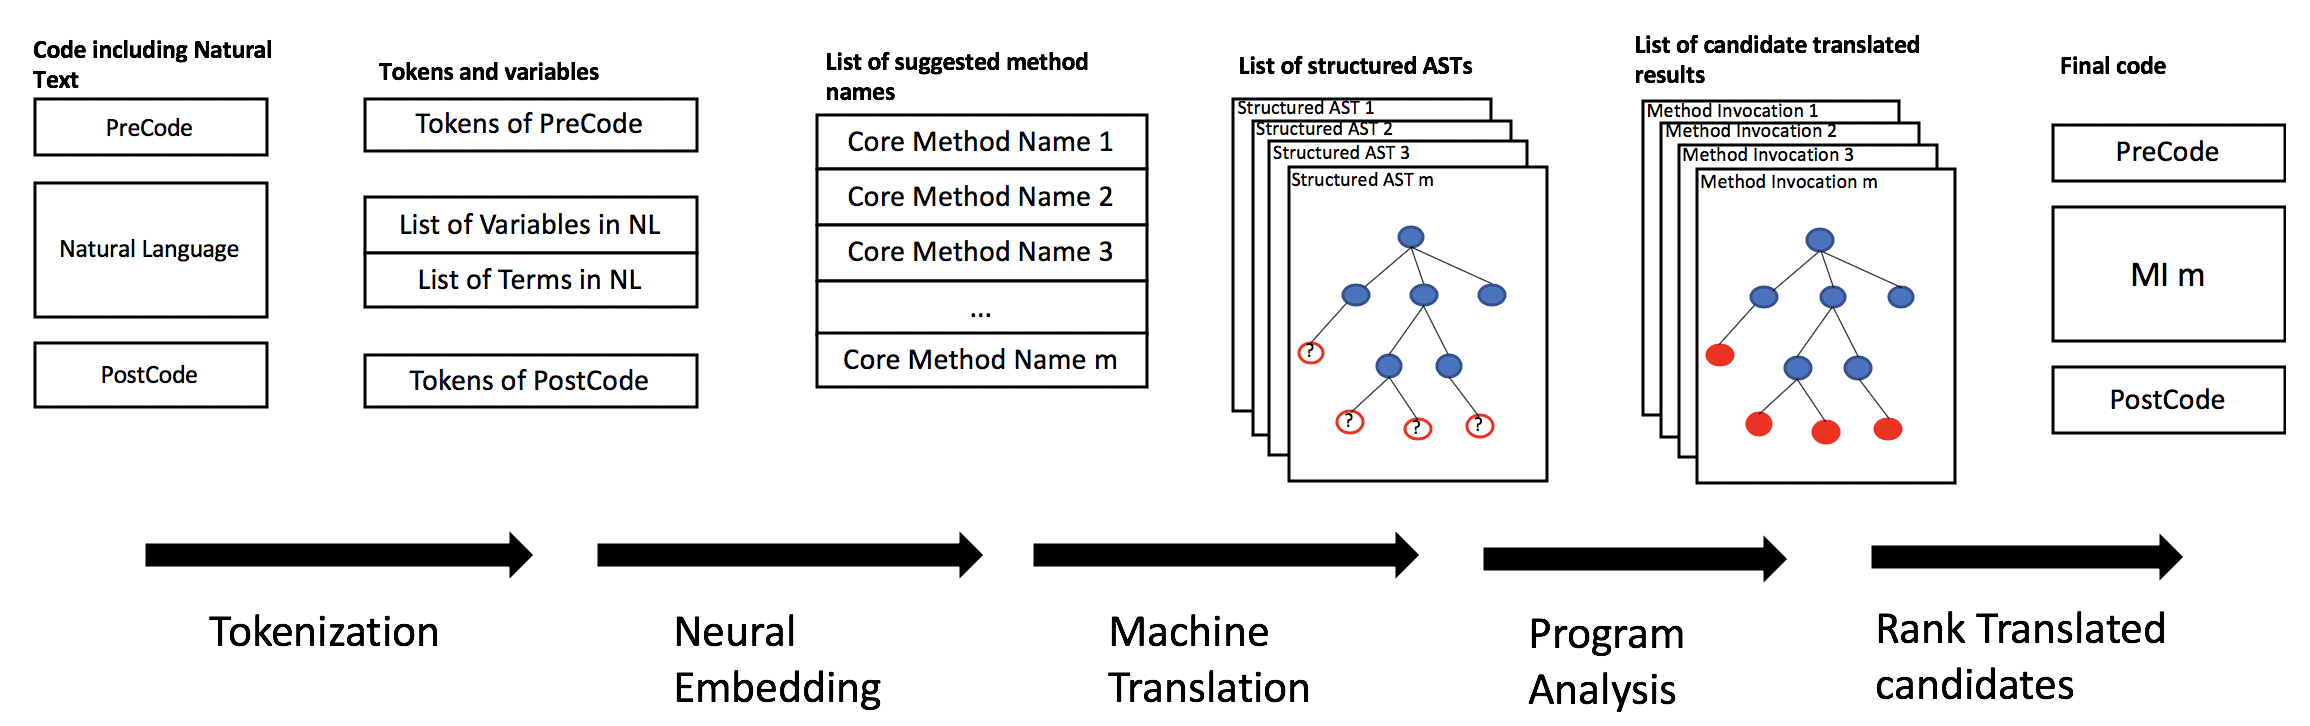 Code including Natural
Text
PreCode
Natural Language
PostCode
Tokens and variables
Tokens of PreCode
List of Variables in NL
List of Terms in NL
Tokens of PostCode
List of suggested method
names
Core Method Name 1
Core Method Name 2
Core Method Name 3
...
Core Method Name m
List of structured ASTs
Structured AST 1
Structured AST 2
Structured AST 3
Structured AST m
?
?
?
?
List of candidate translated
results
Method Invocation 1
Method Invocation 2
Method Invocation 3
Method Invocation m
Final code
PreCode
MI m
PostCode
Tokenization
Neural
Embedding
Machine
Translation
Program
Analysis
Rank Translated
candidates